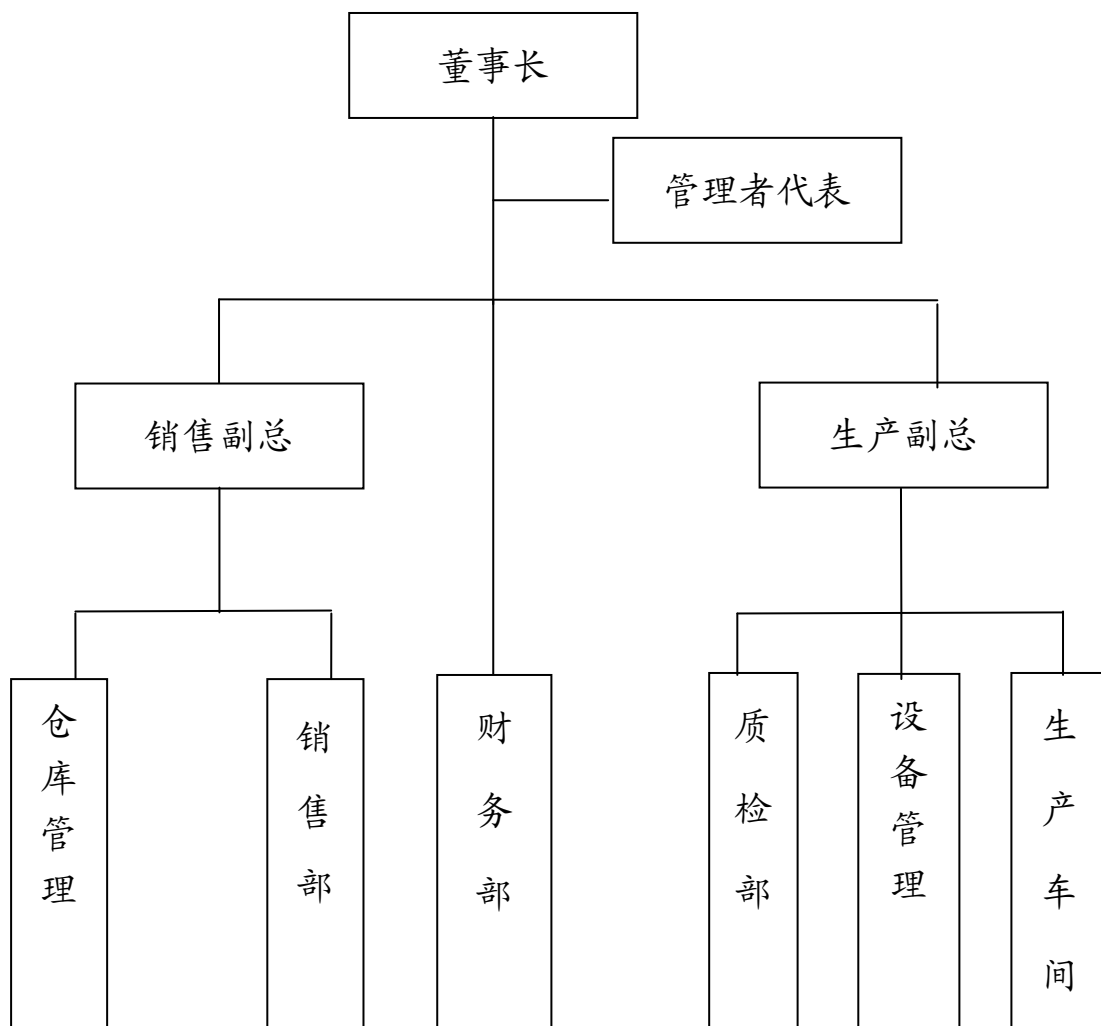 董事长
管理者代表
销售副总
生产副总
仓库管理
销售部
财务部
质检部
设备管理
生产车间